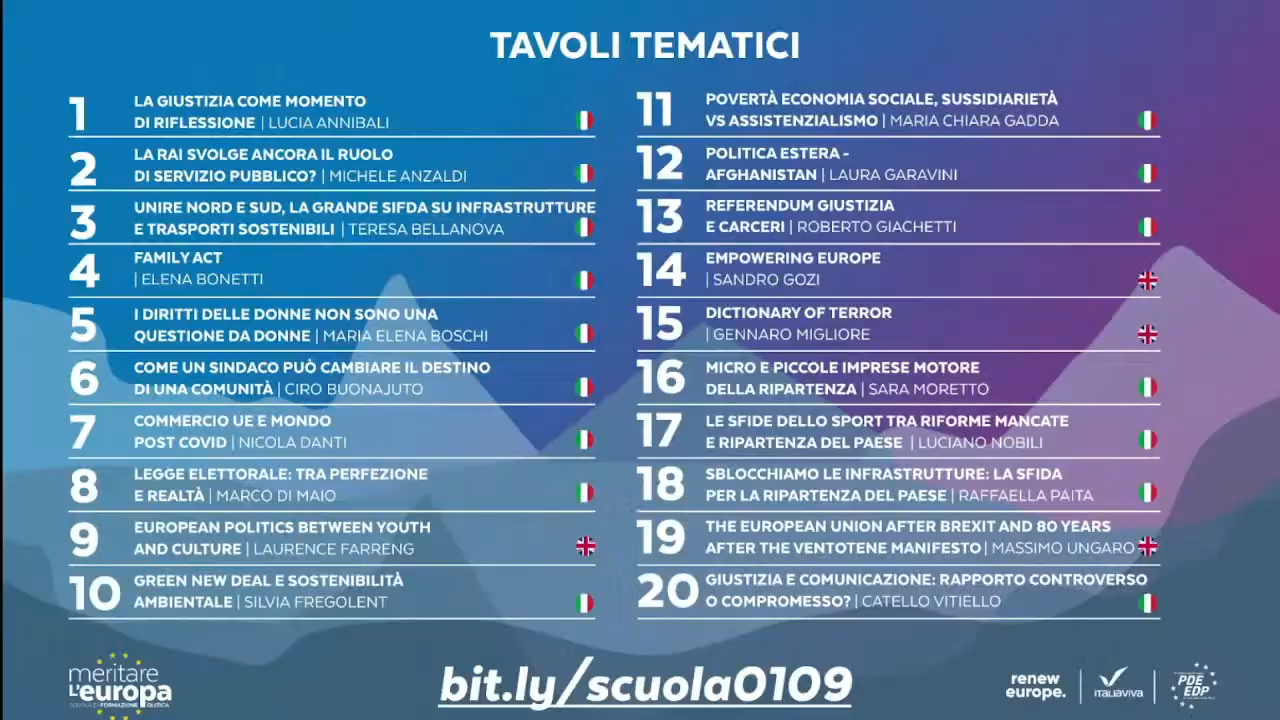 TAVOLI TEMATICI
1
LA GIUSTIZIA COME MOMENTO
DI RIFLESSIONE | LUCIA ANNIBALI
2
LA RAI SVOLGE ANCORA IL RUOLO
DI SERVIZIO PUBBLICO? | MICHELE ANZALDI
3
UNIRE NORD E SUD, LA GRANDE SIFDA SU INFRASTRUTTURE
E TRASPORTI SOSTENIBILI | TERESA BELLANOVA
4
FAMILY ACT
| ELENA BONETTI
5
I DIRITTI DELLE DONNE NON SONO UNA
QUESTIONE DA DONNE | MARIA ELENA BOSCHI
6
COME UN SINDACO PUÒ CAMBIARE IL DESTINO
DI UNA COMUNITÀ | CIRO BUONAJUTO
7
COMMERCIO UE E MONDO
POST COVID | NICOLA DANTI
8
LEGGE ELETTORALE: TRA PERFEZIONE
E REALTÀ | MARCO DI MAIO
9
EUROPEAN POLITICS BETWEEN YOUTH
AND CULTURE | LAURENCE FARRENG
10
GREEN NEW DEAL E SOSTENIBILITÀ
AMBIENTALE | SILVIA FREGOLENT
11
POVERTÀ ECONOMIA SOCIALE, SUSSIDIARIETÀ
VS ASSISTENZIALISMO | MARIA CHIARA GADDA
12
POLITICA ESTERA -
AFGHANISTAN | LAURA GARAVINI
13
REFERENDUM GIUSTIZIA
E CARCERI | ROBERTO GIACHETTI
14
EMPOWERING EUROPE
| SANDRO GOZI
15
DICTIONARY OF TERROR
| GENNARO MIGLIORE
16
MICRO E PICCOLE IMPRESE MOTORE
DELLA RIPARTENZA | SARA MORETTO
17
LE SFIDE DELLO SPORT TRA RIFORME MANCATE
E RIPARTENZA DEL PAESE | LUCIANO NOBILI
18
SBLOCCHIAMO LE INFRASTRUTTURE: LA SFIDA
PER LA RIPARTENZA DEL PAESE | RAFFAELLA PAITA
19
THE EUROPEAN UNION AFTER BREXIT AND 80 YEARS
AFTER THE VENTOTENE MANIFESTO | MASSIMO UNGARO
20
GIUSTIZIA E COMUNICAZIONE: RAPPORTO CONTROVERSO
O COMPROMESSO? | CATELLO VITIELLO
meritare
L'europa
SCUOLA DI FORMAZIONE POLITICA
bit.ly/scuola0109
renew
europe.
ITALIAVIVA
PDE
EDP